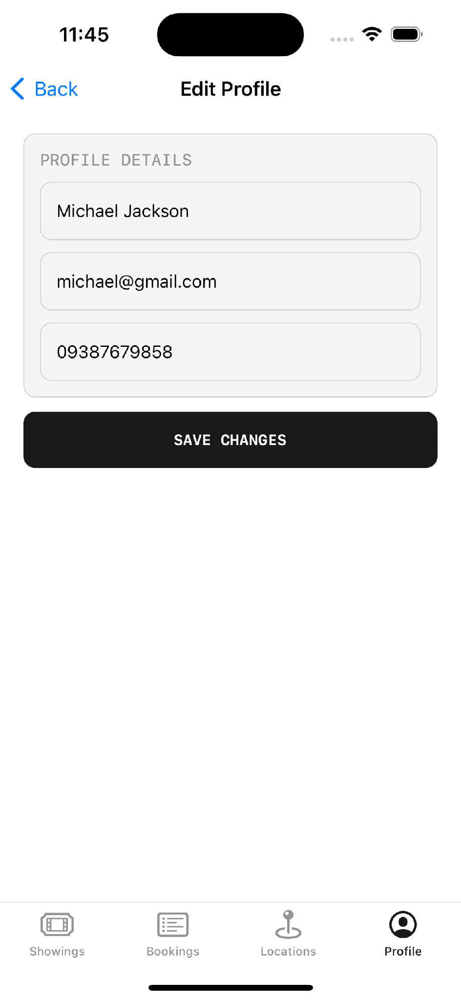 11:45
Back
Edit Profile
PROFILE DETAILS
Michael Jackson
michael@gmail.com
09387679858
SAVE CHANGES
Showings
Bookings
Locations
Profile